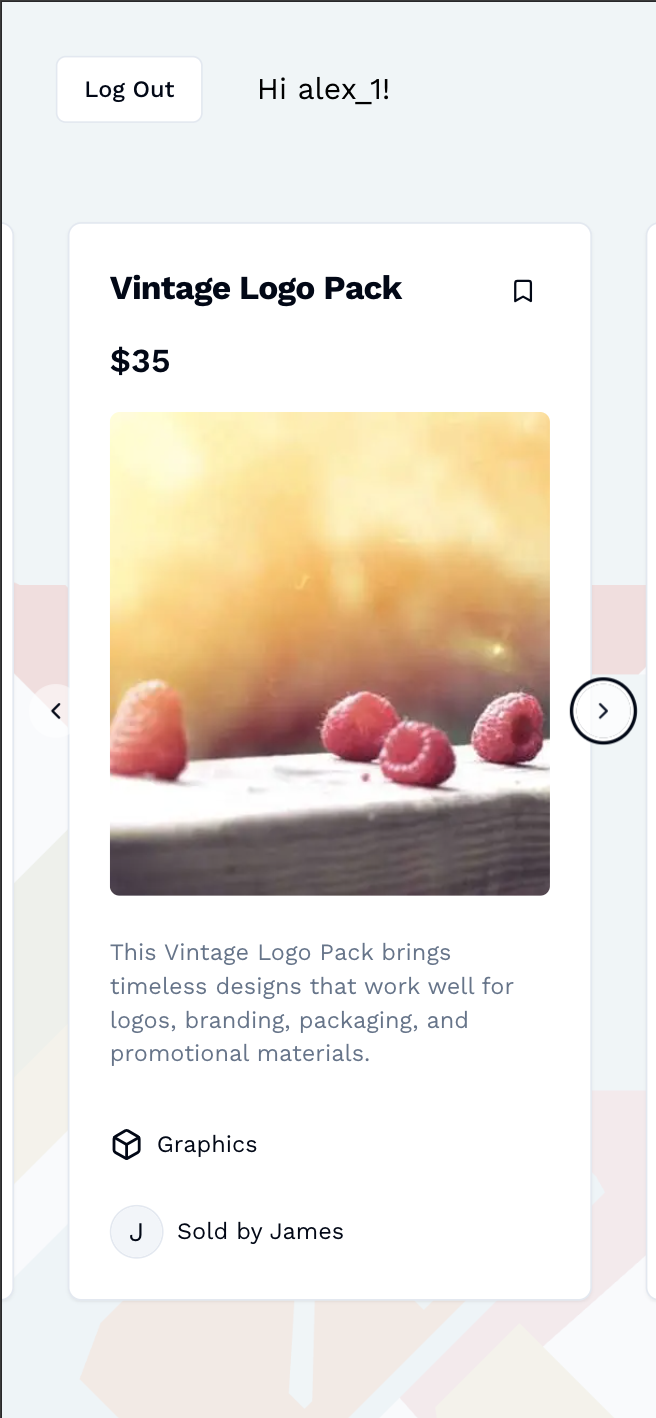 Log Out
Hi alex_1!
Vintage Logo Pack
$35
This Vintage Logo Pack brings
timeless designs that work well for
logos, branding, packaging, and
promotional materials.
Graphics
J
Sold by James